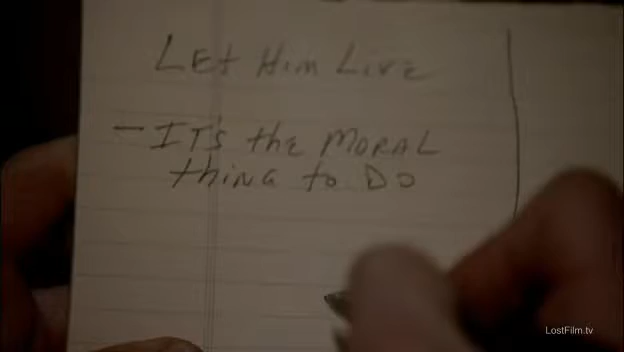 LEt Him Live
- IT's the MORAL
thing to DO
LostFilm.tv